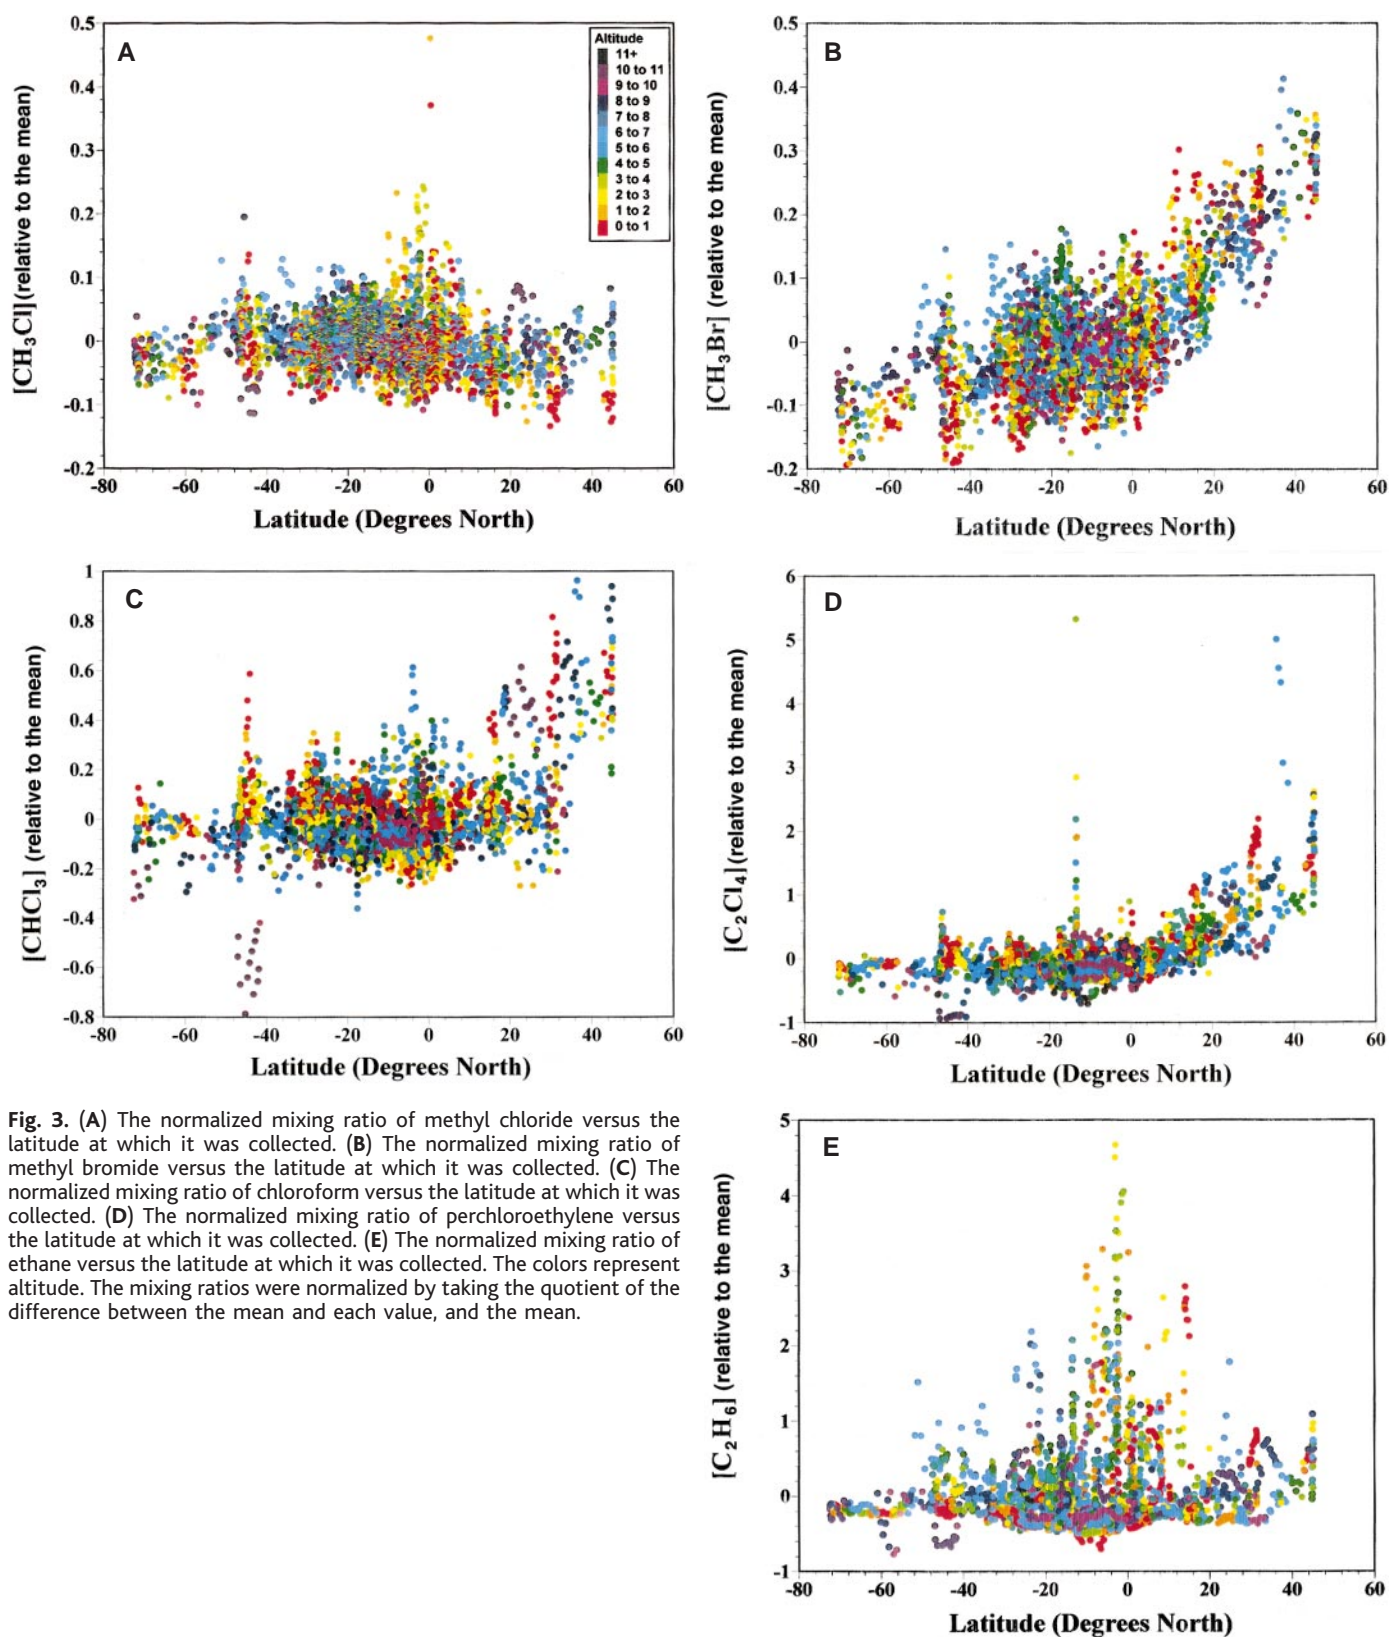 A
0.5
0.4
0.3
0.2
0.1
0
-0.1
-0.2
[CH3Cl](relative to the mean)
Altitude
11+
10 to 11
9 to 10
8 to 9
7 to 8
6 to 7
5 to 6
4 to 5
3 to 4
2 to 3
1 to 2
0 to 1
-80 -60 -40 -20 0 20 40 60
Latitude (Degrees North)
B
0.5
0.4
0.3
0.2
0.1
0
-0.1
-0.2
[CH3Br] (relative to the mean)
-80 -60 -40 -20 0 20 40 60
Latitude (Degrees North)
C
1
0.8
0.6
0.4
0.2
0
-0.2
-0.4
-0.6
-0.8
[CHCl3] (relative to the mean)
-80 -60 -40 -20 0 20 40 60
Latitude (Degrees North)
D
6
5
4
3
2
1
0
-1
[C2Cl4](relative to the mean)
-80 -60 -40 -20 0 20 40 60
Latitude (Degrees North)
Fig. 3. (A) The normalized mixing ratio of methyl chloride versus the
latitude at which it was collected. (B) The normalized mixing ratio of
methyl bromide versus the latitude at which it was collected. (C) The
normalized mixing ratio of chloroform versus the latitude at which it was
collected. (D) The normalized mixing ratio of perchloroethylene versus
the latitude at which it was collected. (E) The normalized mixing ratio of
ethane versus the latitude at which it was collected. The colors represent
altitude. The mixing ratios were normalized by taking the quotient of the
difference between the mean and each value, and the mean.
E
5
4
3
2
1
0
-1
[C2H6] (relative to the mean)
-80 -60 -40 -20 0 20 40 60
Latitude (Degrees North)